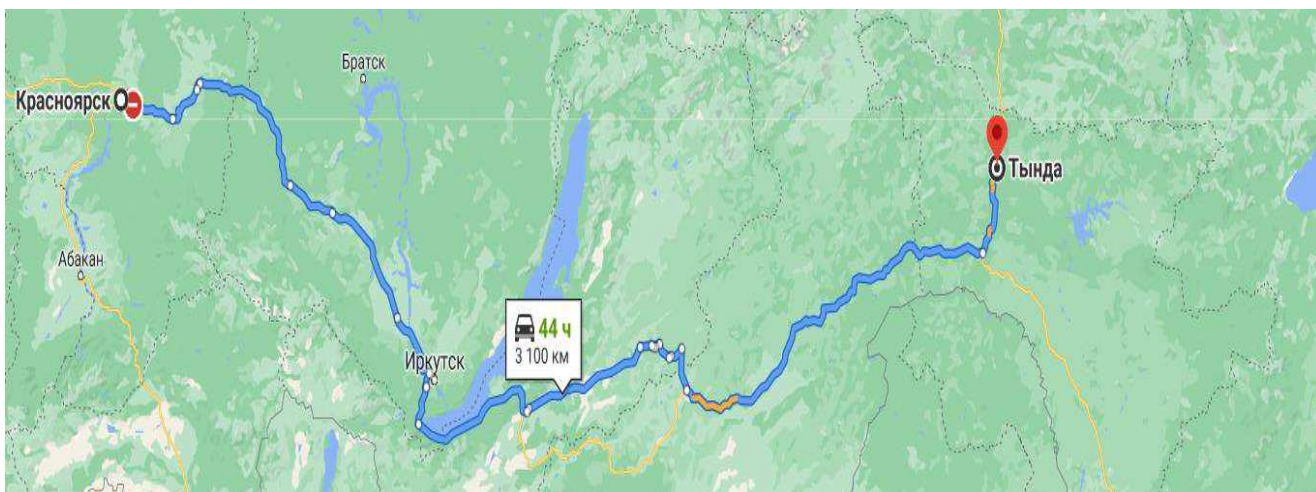 Братск
Красноярск
Тында
Абакан
44 ч
3 100 км
Иркутск